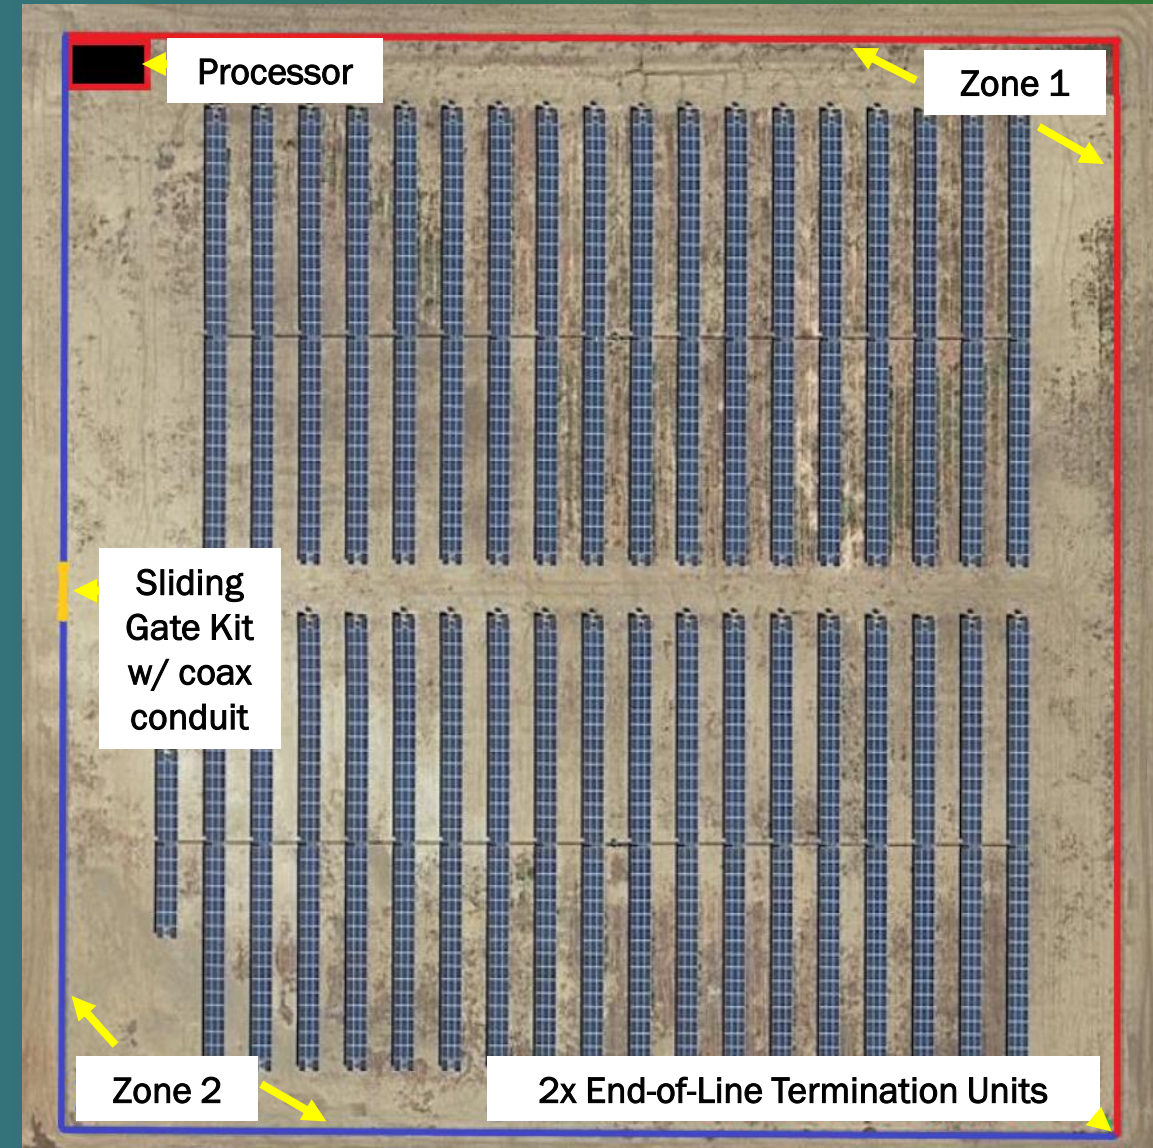 Processor
Zone 1
Sliding
Gate Kit
w/ coax
conduit
Zone 2
2x End-of-Line Termination Units